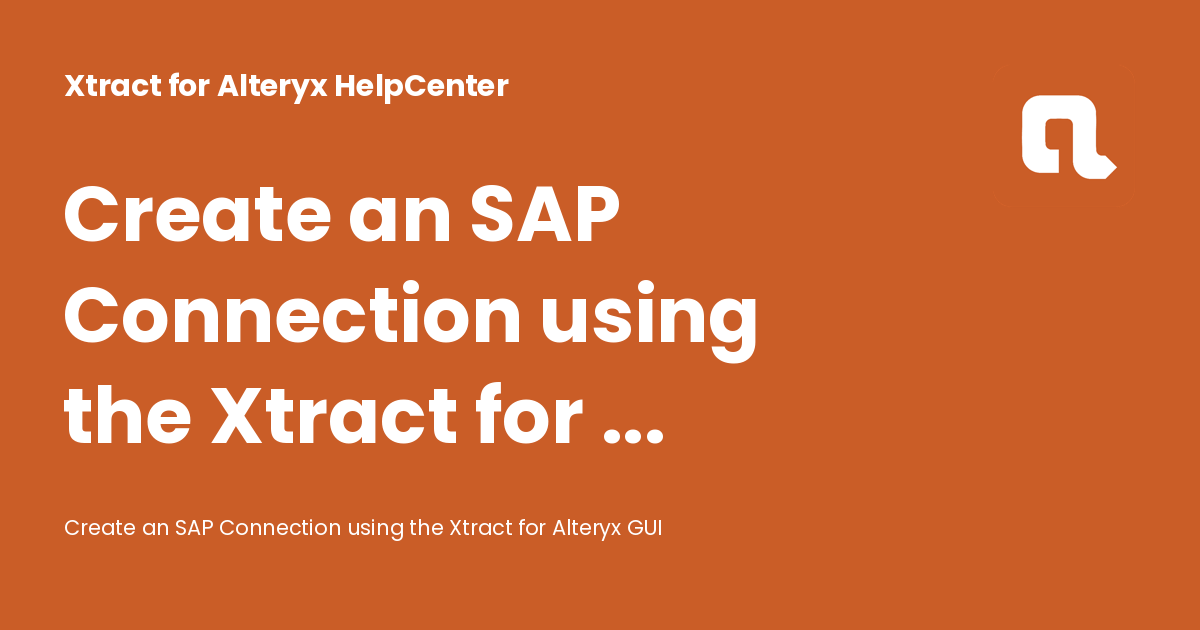 Xtract for Alteryx HelpCenter
Create an SAP
Connection using
the Xtract for ...
Create an SAP Connection using the Xtract for Alteryx GUI